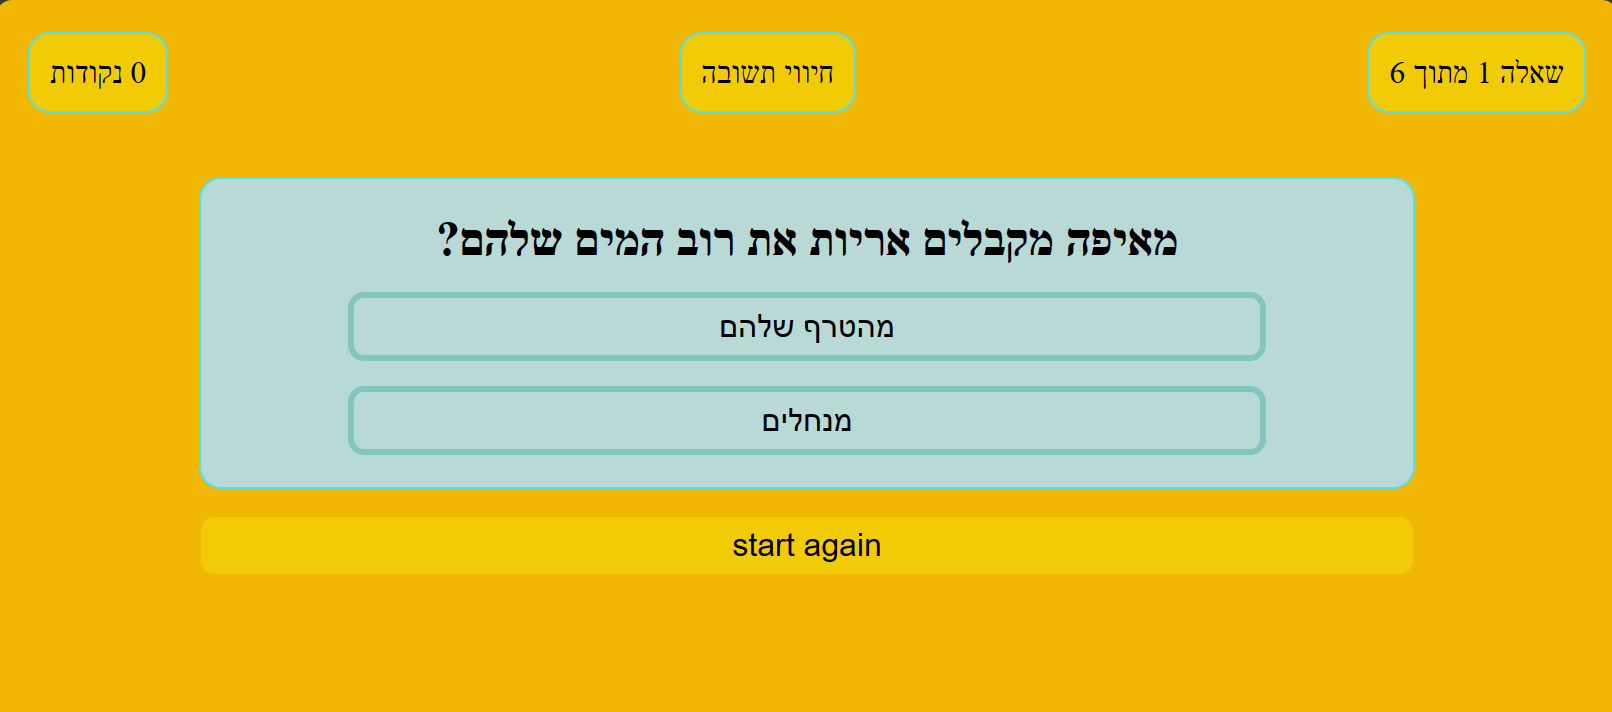 שאלה 1 מתוך 6
חיווי תשובה
0 נקודות
מאיפה מקבלים אריות את רוב המים שלהם?
מהטרף שלהם
מנחלים
start again